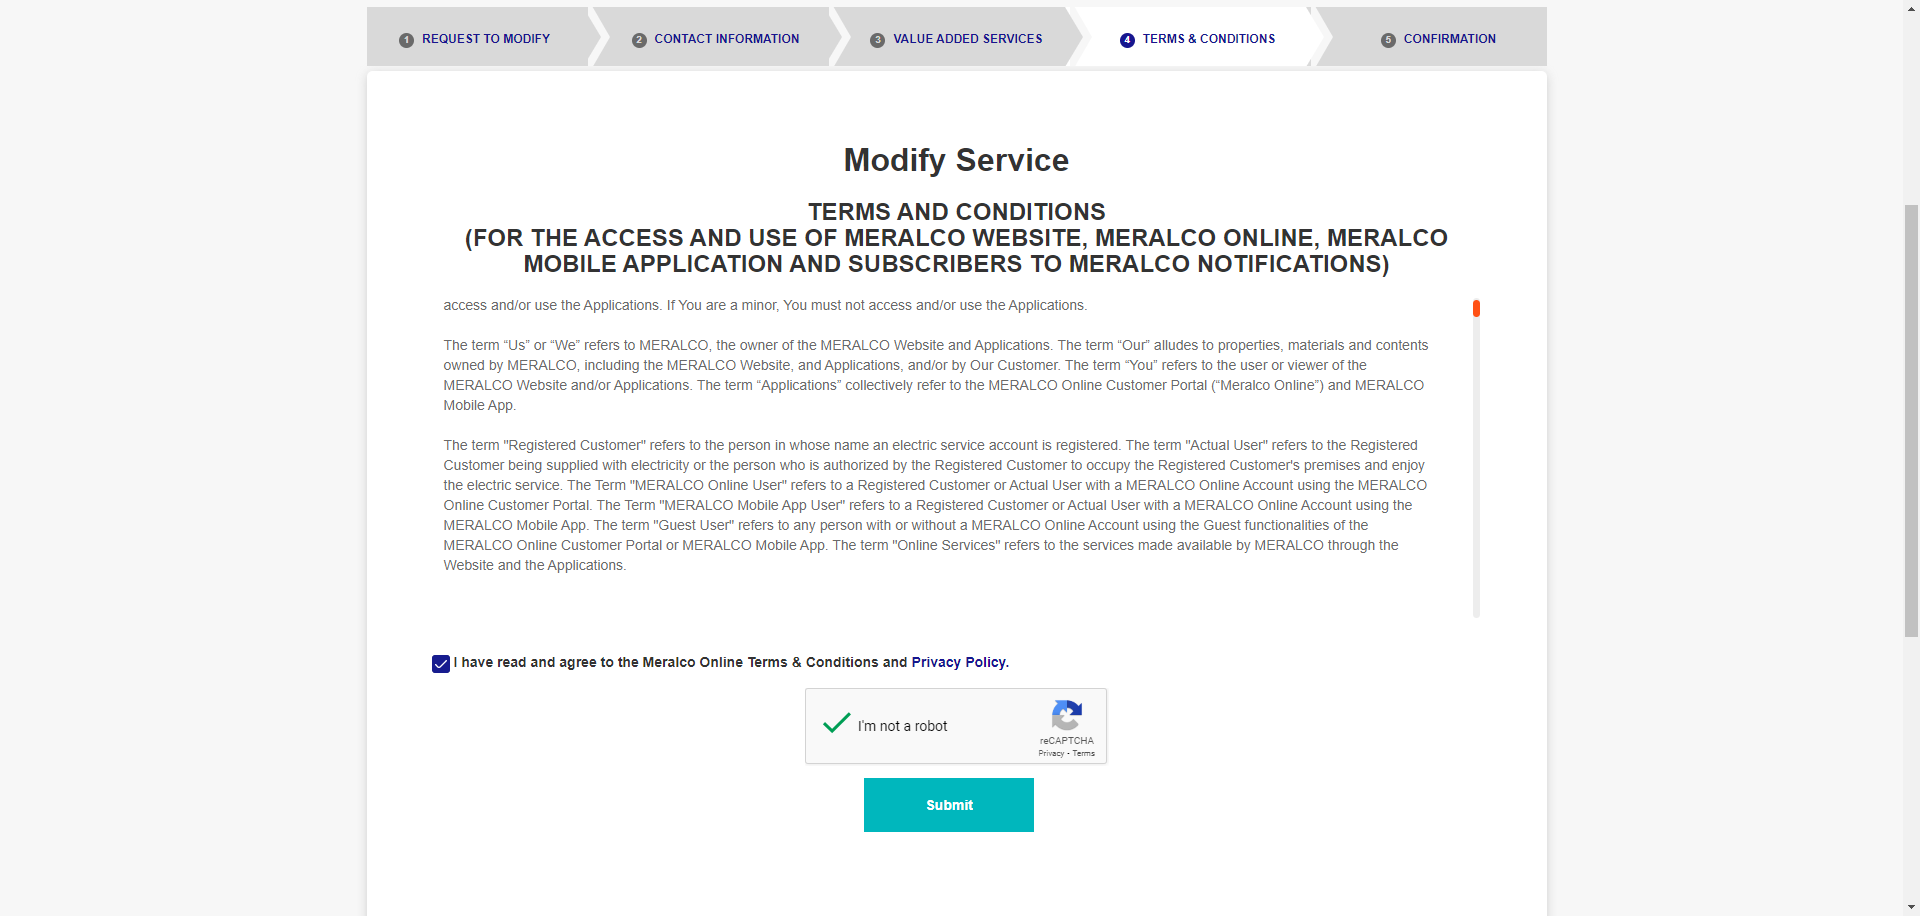 1 REQUEST TO MODIFY
2 CONTACT INFORMATION
3 VALUE ADDED SERVICES
4 TERMS & CONDITIONS
5 CONFIRMATION
Modify Service
TERMS AND CONDITIONS
(FOR THE ACCESS AND USE OF MERALCO WEBSITE, MERALCO ONLINE, MERALCO
MOBILE APPLICATION AND SUBSCRIBERS TO MERALCO NOTIFICATIONS)
access and/or use the Applications. If You are a minor, You must not access and/or use the Applications.
The term “Us” or “We” refers to MERALCO, the owner of the MERALCO Website and Applications. The term “Our” alludes to properties, materials and contents
owned by MERALCO, including the MERALCO Website, and Applications, and/or by Our Customer. The term “You” refers to the user or viewer of the
MERALCO Website and/or Applications. The term “Applications” collectively refer to the MERALCO Online Customer Portal (“Meralco Online”) and MERALCO
Mobile App.
The term "Registered Customer" refers to the person in whose name an electric service account is registered. The term "Actual User" refers to the Registered
Customer being supplied with electricity or the person who is authorized by the Registered Customer to occupy the Registered Customer's premises and enjoy
the electric service. The Term "MERALCO Online User" refers to a Registered Customer or Actual User with a MERALCO Online Account using the MERALCO
Online Customer Portal. The Term "MERALCO Mobile App User" refers to a Registered Customer or Actual User with a MERALCO Online Account using the
MERALCO Mobile App. The term "Guest User" refers to any person with or without a MERALCO Online Account using the Guest functionalities of the
MERALCO Online Customer Portal or MERALCO Mobile App. The term "Online Services" refers to the services made available by MERALCO through the
Website and the Applications.
I have read and agree to the Meralco Online Terms & Conditions and Privacy Policy.
I'm not a robot
reCAPTCHA
Privacy - Terms
Submit